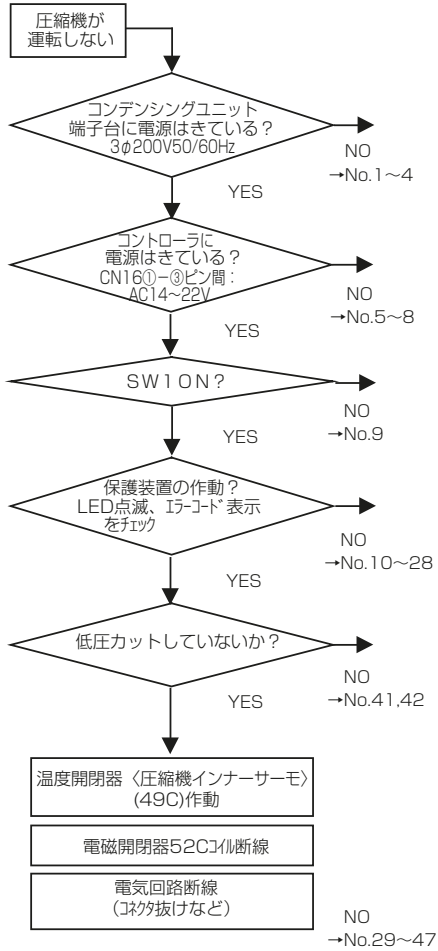 圧縮機が
運転しない
コンデンシングユニット
端子台に電源はきている？
3φ200V50/60Hz
NO
→No.1～4
YES
コントローラに
電源はきている？
CN16①－③ピン間：
AC14～22V
NO
→No.5～8
YES
SW1ON？
NO
→No.9
YES
保護装置の作動？
LED点滅、エラーコード表示
をチェック
NO
→No.10～28
YES
低圧カットしていないか？
NO
→No.41,42
YES
温度開閉器〈圧縮機インナーサーモ〉
(49C)作動
電磁開閉器52Cコイル断線
電気回路断線
（コネクタ抜けなど）
NO
→No.29～47